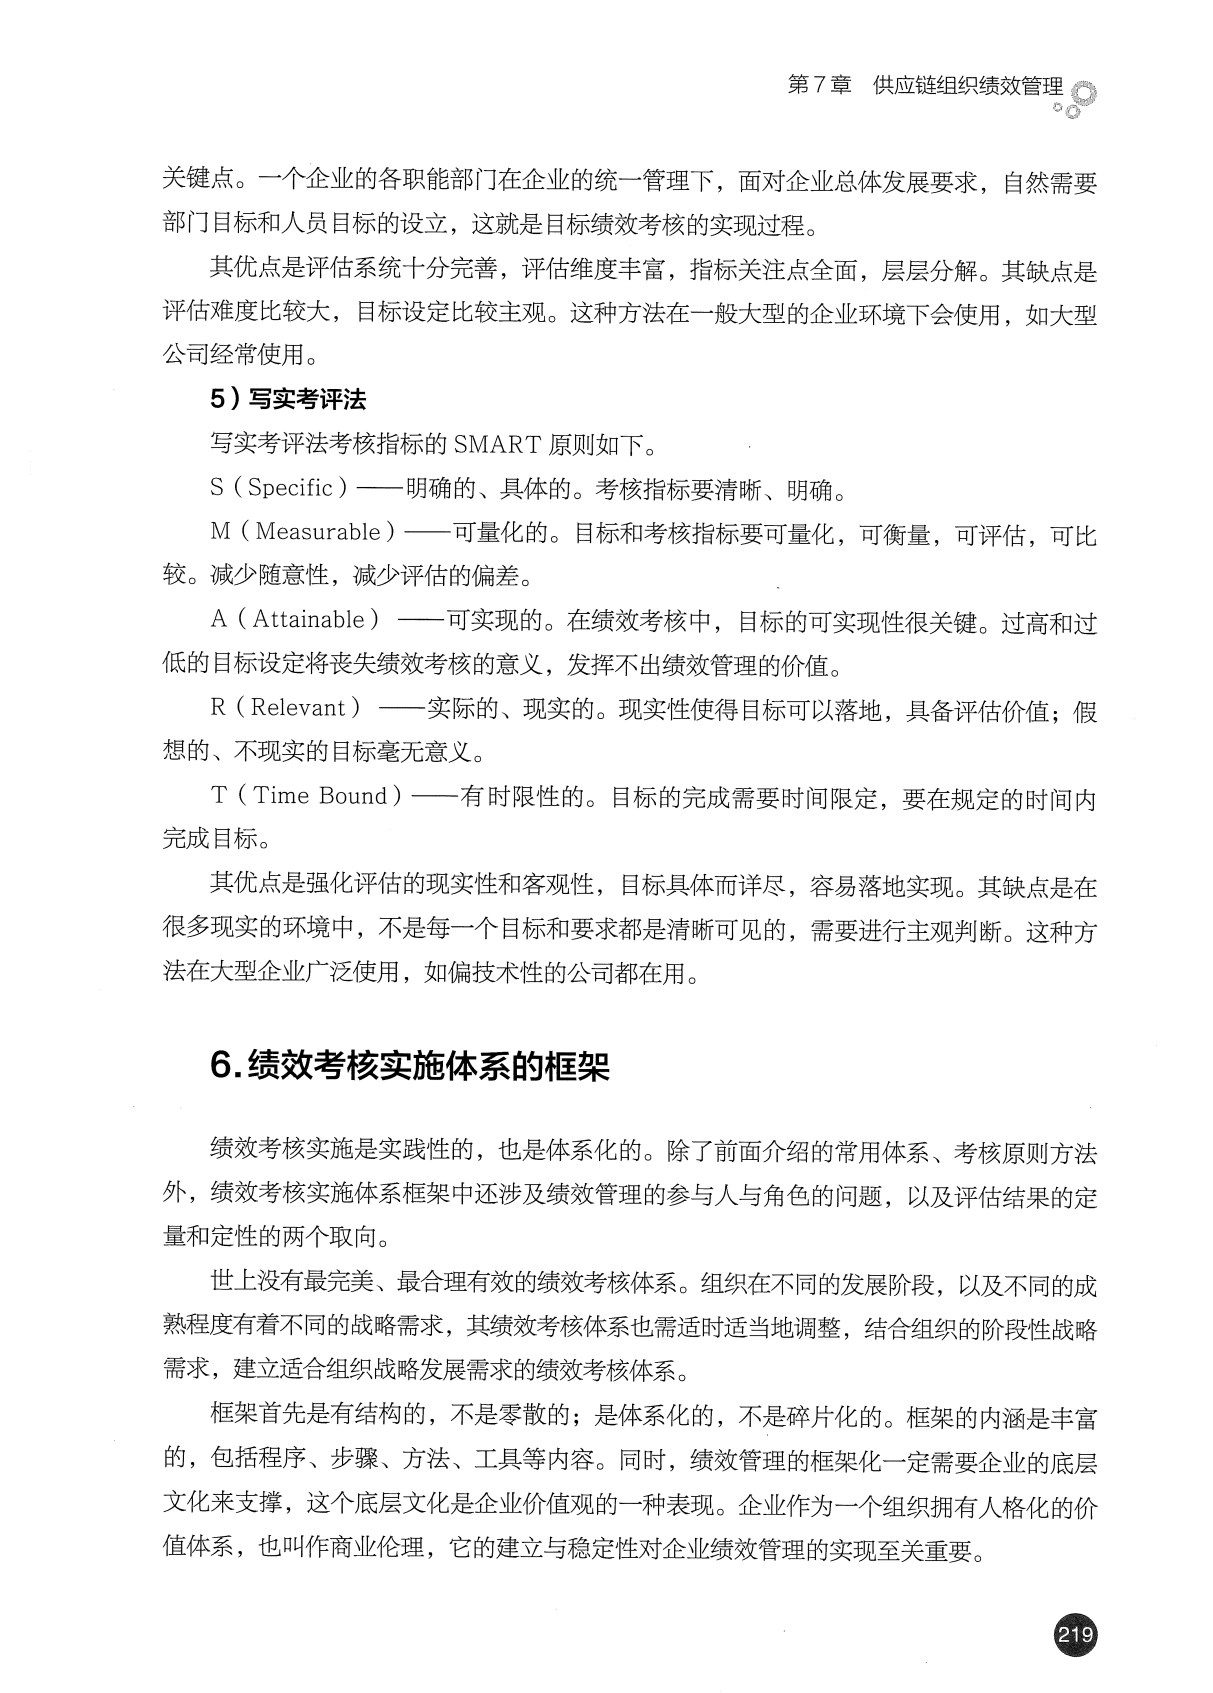 第7章　供应链组织绩效管理
关键点。一个企业的各职能部门在企业的统一管理下，面对企业总体发展要求，自然需要
部门目标和人员目标的设立，这就是目标绩效考核的实现过程。
其优点是评估系统十分完善，评估维度丰富，指标关注点全面，层层分解。其缺点是
评估难度比较大，目标设定比较主观。这种方法在一般大型的企业环境下会使用，如大型
公司经常使用。
5）写实考评法
写实考评法考核指标的 SMART 原则如下。
S（Specific）——明确的、具体的。考核指标要清晰、明确。
M（Measurable）——可量化的。目标和考核指标要可量化，可衡量，可评估，可比
较。减少随意性，减少评估的偏差。
A（Attainable） ——可实现的。在绩效考核中，目标的可实现性很关键。过高和过
低的目标设定将丧失绩效考核的意义，发挥不出绩效管理的价值。
R（Relevant） ——实际的、现实的。现实性使得目标可以落地，具备评估价值；假
想的、不现实的目标毫无意义。
T（Time Bound）——有时限性的。目标的完成需要时间限定，要在规定的时间内
完成目标。
其优点是强化评估的现实性和客观性，目标具体而详尽，容易落地实现。其缺点是在
很多现实的环境中，不是每一个目标和要求都是清晰可见的，需要进行主观判断。这种方
法在大型企业广泛使用，如偏技术性的公司都在用。
6.绩效考核实施体系的框架
绩效考核实施是实践性的，也是体系化的。除了前面介绍的常用体系、考核原则方法
外，绩效考核实施体系框架中还涉及绩效管理的参与人与角色的问题，以及评估结果的定
量和定性的两个取向。
世上没有最完美、最合理有效的绩效考核体系。组织在不同的发展阶段，以及不同的成
熟程度有着不同的战略需求，其绩效考核体系也需适时适当地调整，结合组织的阶段性战略
需求，建立适合组织战略发展需求的绩效考核体系。
框架首先是有结构的，不是零散的；是体系化的，不是碎片化的。框架的内涵是丰富
的，包括程序、步骤、方法、工具等内容。同时，绩效管理的框架化一定需要企业的底层
文化来支撑，这个底层文化是企业价值观的一种表现。企业作为一个组织拥有人格化的价
值体系，也叫作商业伦理，它的建立与稳定性对企业绩效管理的实现至关重要。
219